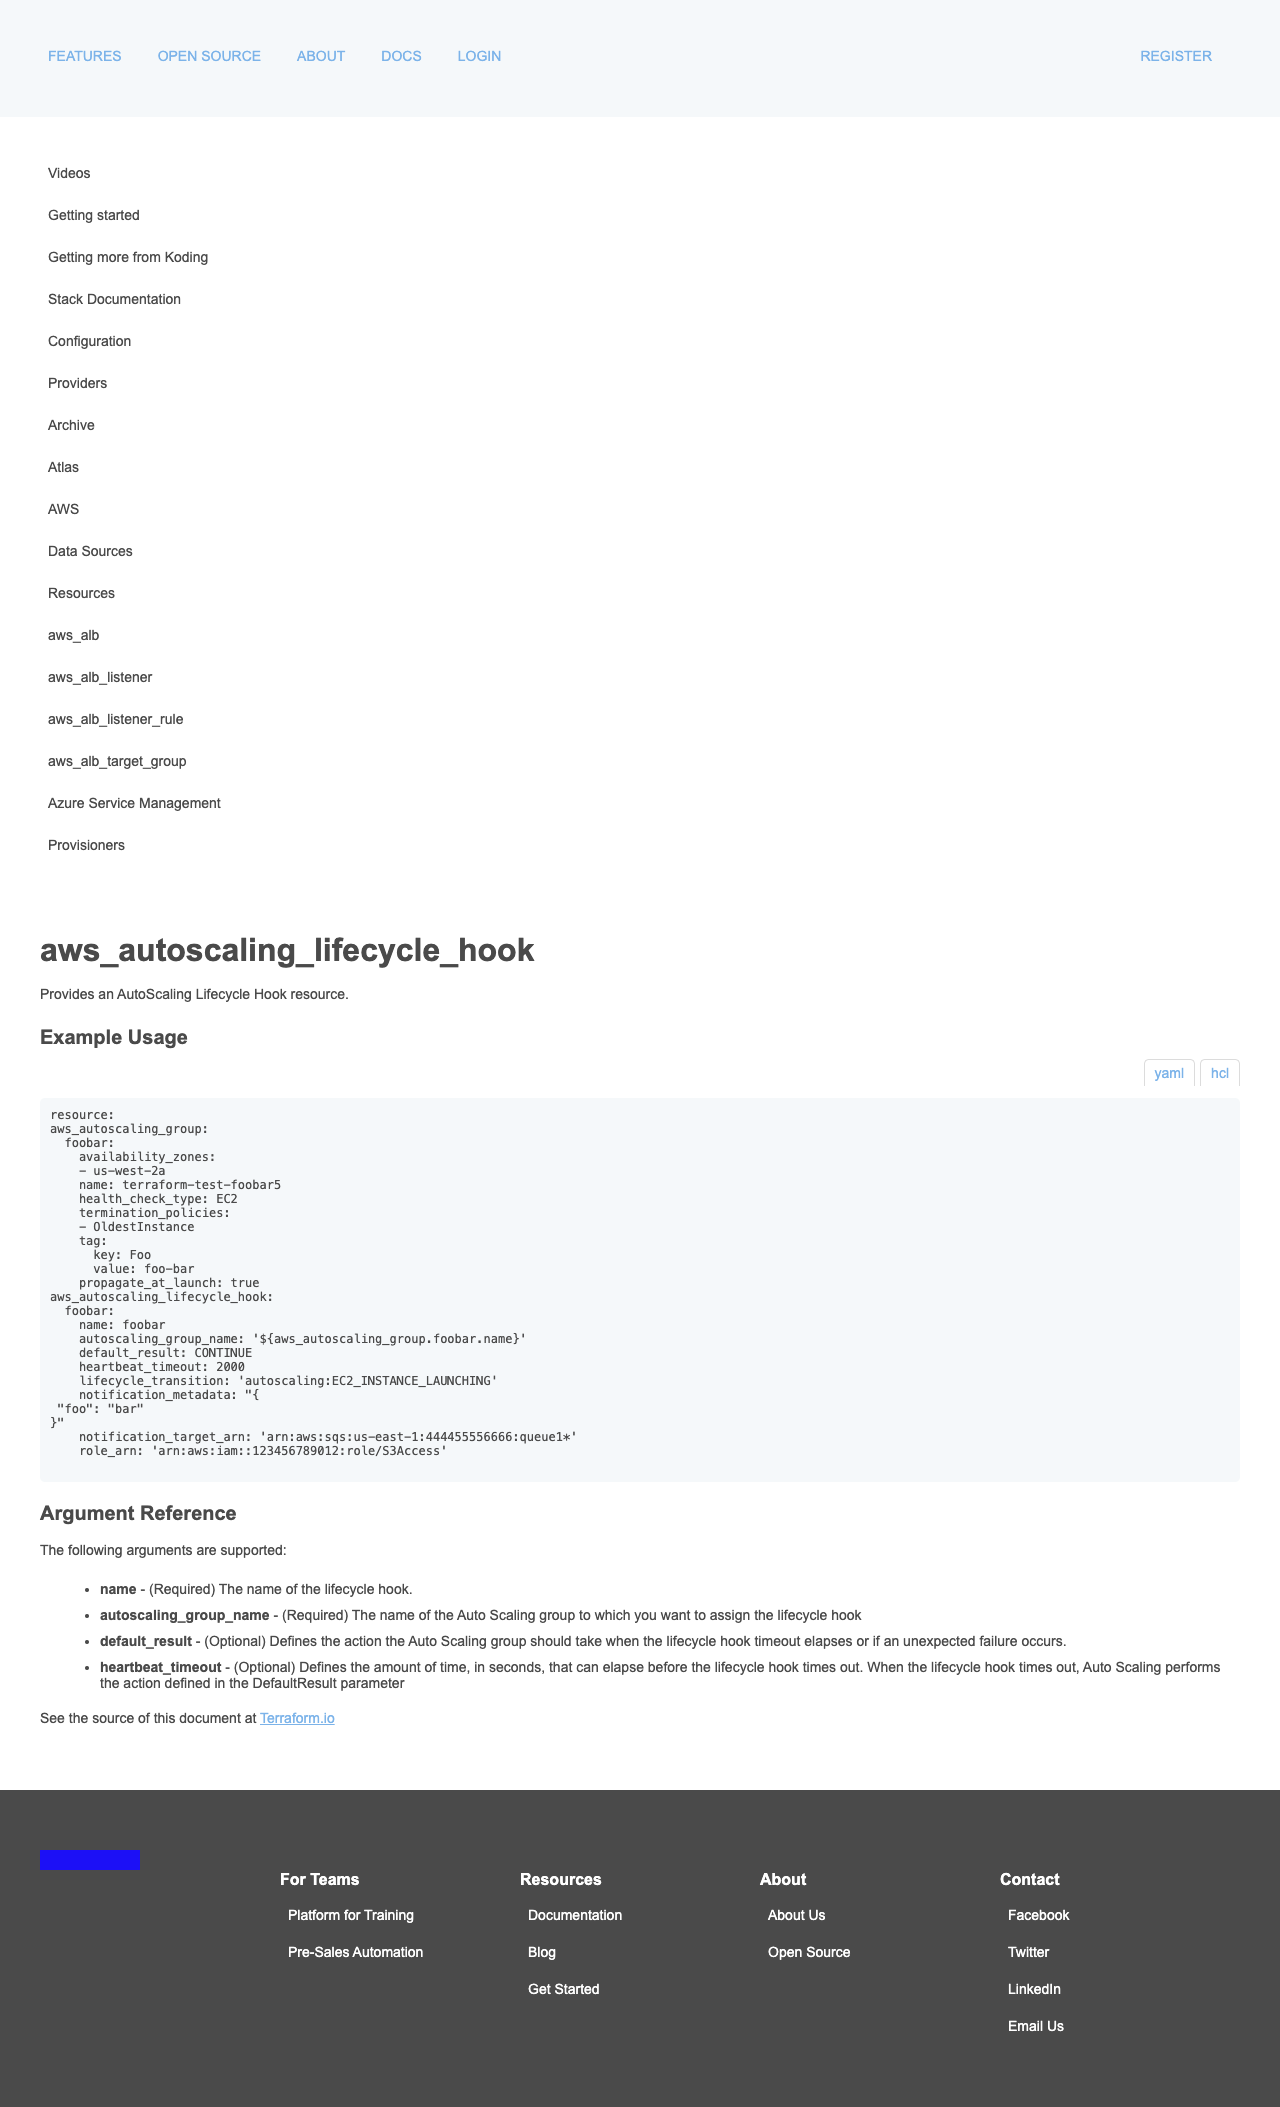 FEATURES OPEN SOURCE ABOUT DOCS LOGIN REGISTER
Videos
Getting started
Getting more from Koding
Stack Documentation
Configuration
Providers
Archive
Atlas
AWS
Data Sources
Resources
aws_alb
aws_alb_listener
aws_alb_listener_rule
aws_alb_target_group
Azure Service Management
Provisioners
aws_autoscaling_lifecycle_hook
Provides an AutoScaling Lifecycle Hook resource.
Example Usage
yaml hcl
resource:
aws_autoscaling_group:
  foobar:
    availability_zones:
    - us-west-2a
    name: terraform-test-foobar5
    health_check_type: EC2
    termination_policies:
    - OldestInstance
    tag:
      key: Foo
      value: foo-bar
    propagate_at_launch: true
aws_autoscaling_lifecycle_hook:
  foobar:
    name: foobar
    autoscaling_group_name: '${aws_autoscaling_group.foobar.name}'
    default_result: CONTINUE
    heartbeat_timeout: 2000
    lifecycle_transition: 'autoscaling:EC2_INSTANCE_LAUNCHING'
    notification_metadata: "{
 "foo": "bar"
}"
    notification_target_arn: 'arn:aws:sqs:us-east-1:444455556666:queue1*'
    role_arn: 'arn:aws:iam::123456789012:role/S3Access'
Argument Reference
The following arguments are supported:
• name - (Required) The name of the lifecycle hook.
• autoscaling_group_name - (Required) The name of the Auto Scaling group to which you want to assign the lifecycle hook
• default_result - (Optional) Defines the action the Auto Scaling group should take when the lifecycle hook timeout elapses or if an unexpected failure occurs.
• heartbeat_timeout - (Optional) Defines the amount of time, in seconds, that can elapse before the lifecycle hook times out. When the lifecycle hook times out, Auto Scaling performs
the action defined in the DefaultResult parameter
See the source of this document at Terraform.io
For Teams
Platform for Training
Pre-Sales Automation
Resources
Documentation
Blog
Get Started
About
About Us
Open Source
Contact
Facebook
Twitter
LinkedIn
Email Us